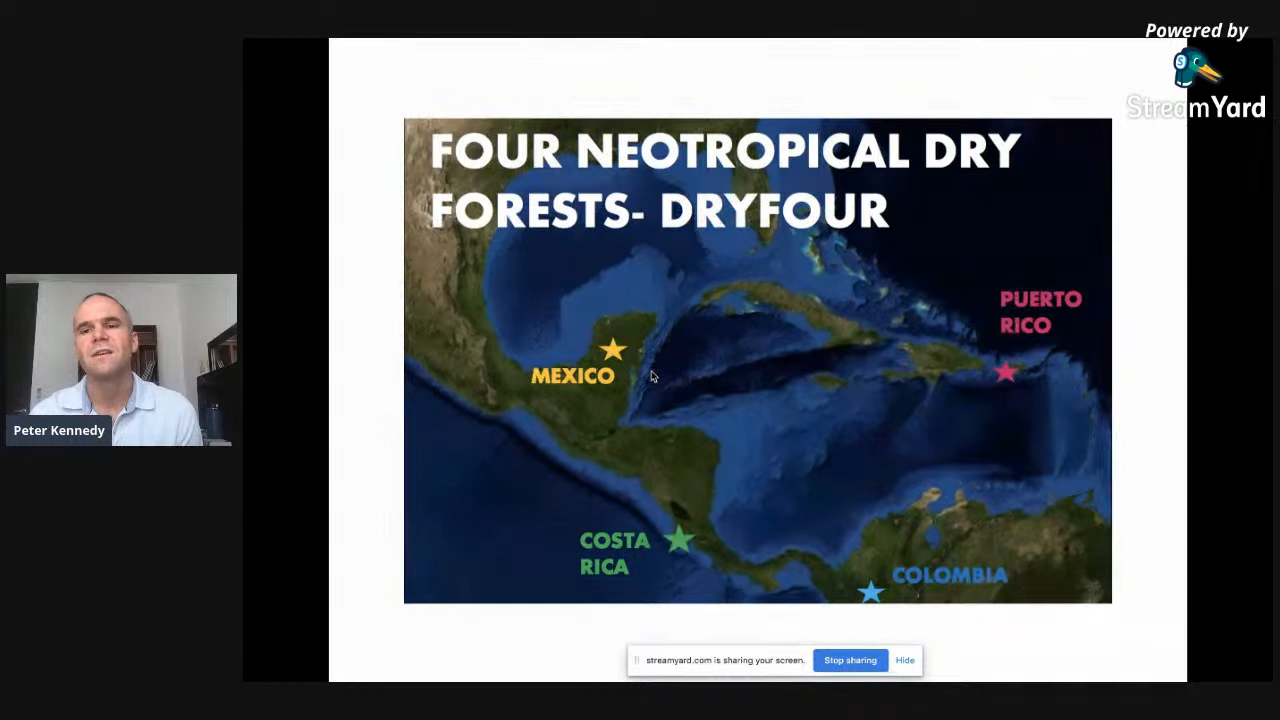 Powered by
StreamYard
FOUR NEOTROPICAL DRY
FORESTS- DRYFOUR
PUERTO
RICO
MEXICO
COSTA
RICA
COLOMBIA
Peter Kennedy
streamyard.com is sharing your screen.
Stop sharing
Hide